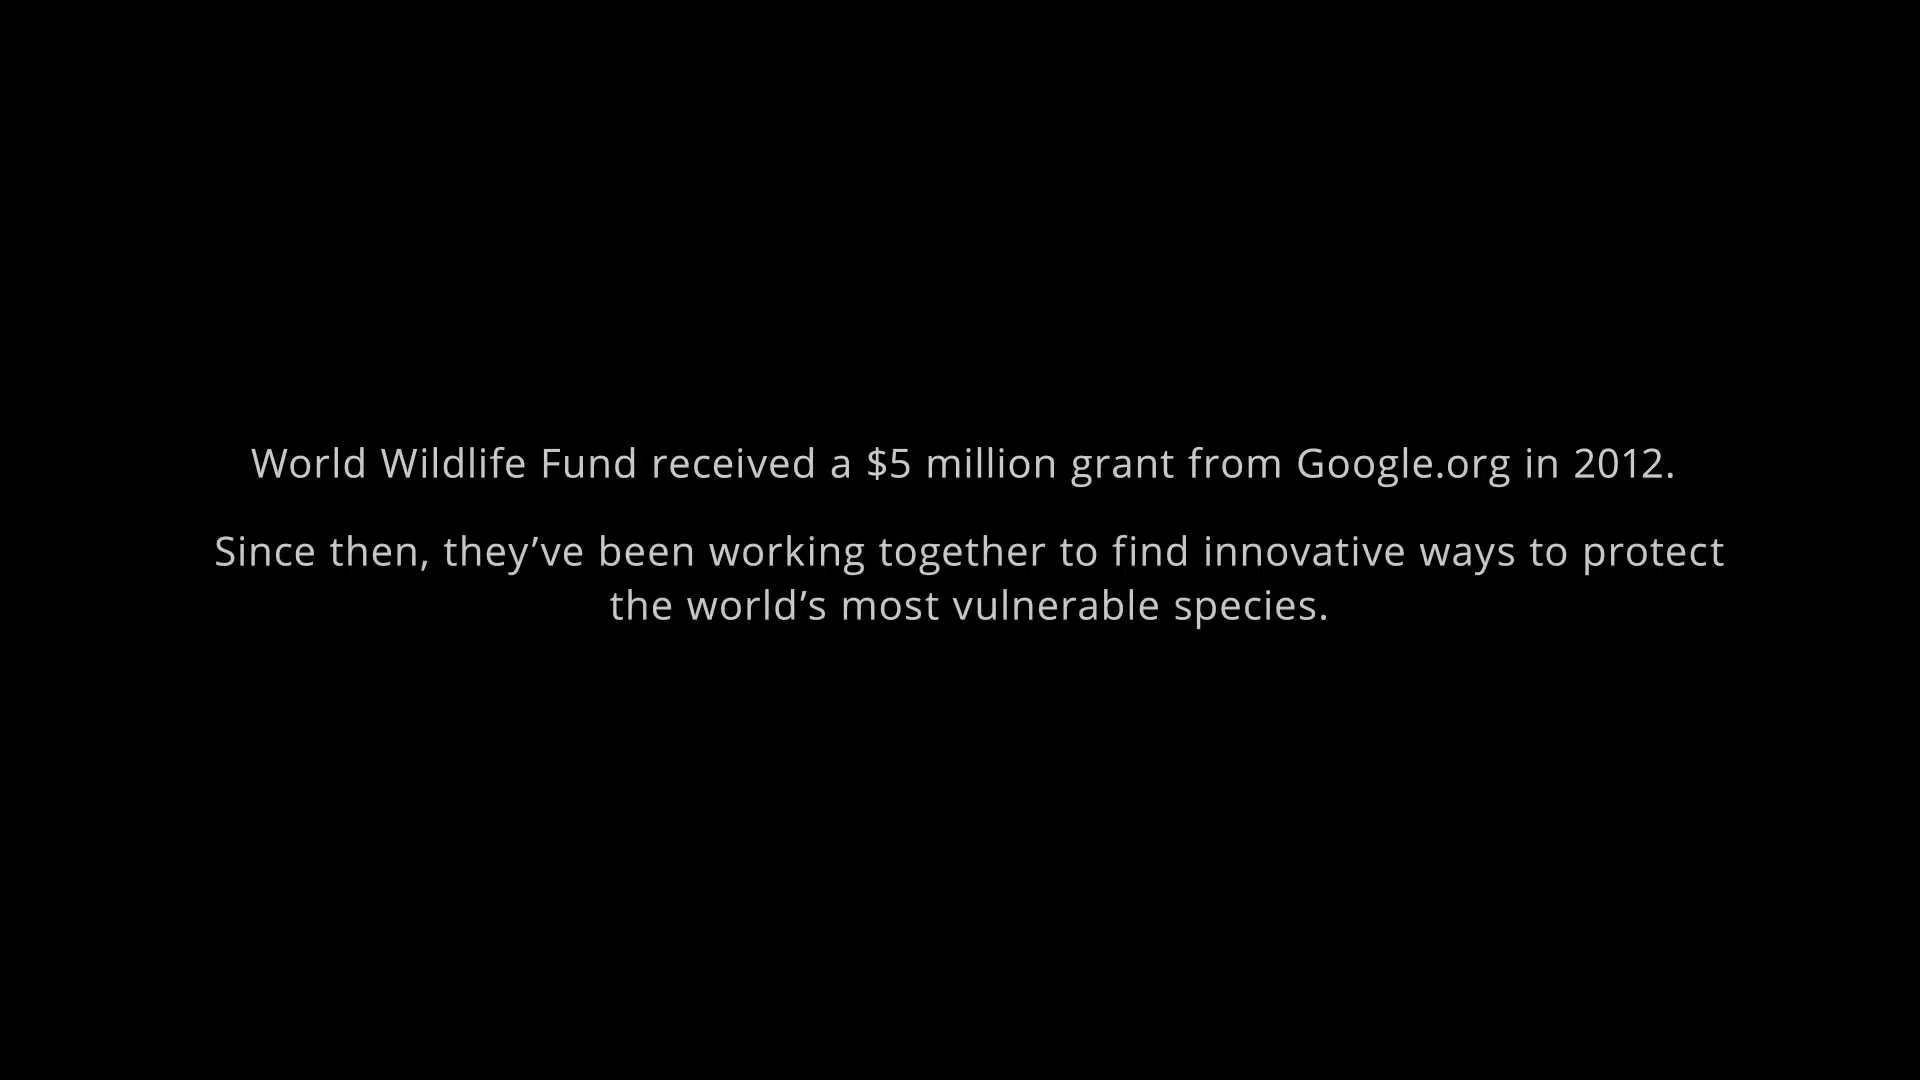 World Wildlife Fund received a $5 million grant from Google.org in 2012.
Since then, they’ve been working together to find innovative ways to protect
the world’s most vulnerable species.